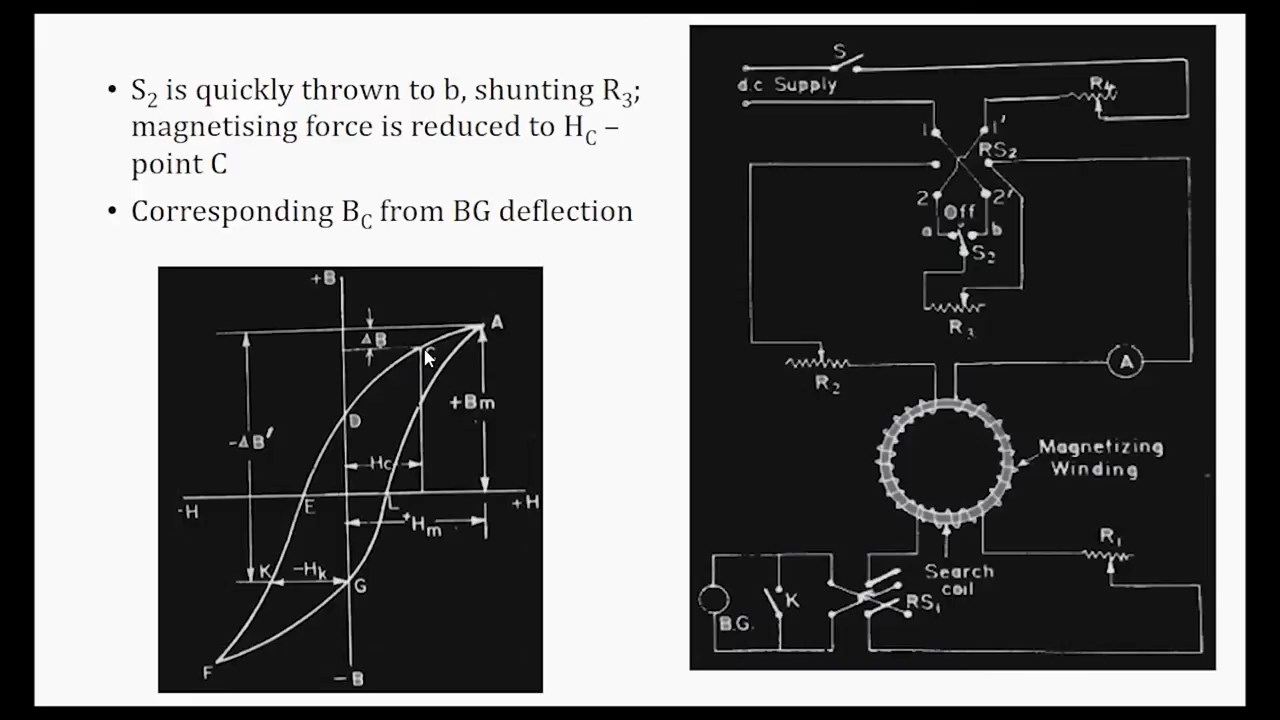 • S₂ is quickly thrown to b, shunting R₃;
magnetising force is reduced to H_C –
point C
• Corresponding B_C from BG deflection
+B
A
ΔB
C
+Bm
D
-ΔB'
Hc
-H
E
L
+H
+Hm
K
-Hk
G
F
-B
S
d.c Supply
R4
1
1'
RS₂
2
2'
Off
a
b
S₂
R₃
R₂
A
Magnetizing
Winding
R₁
Search
coil
K
RS₁
B.G.